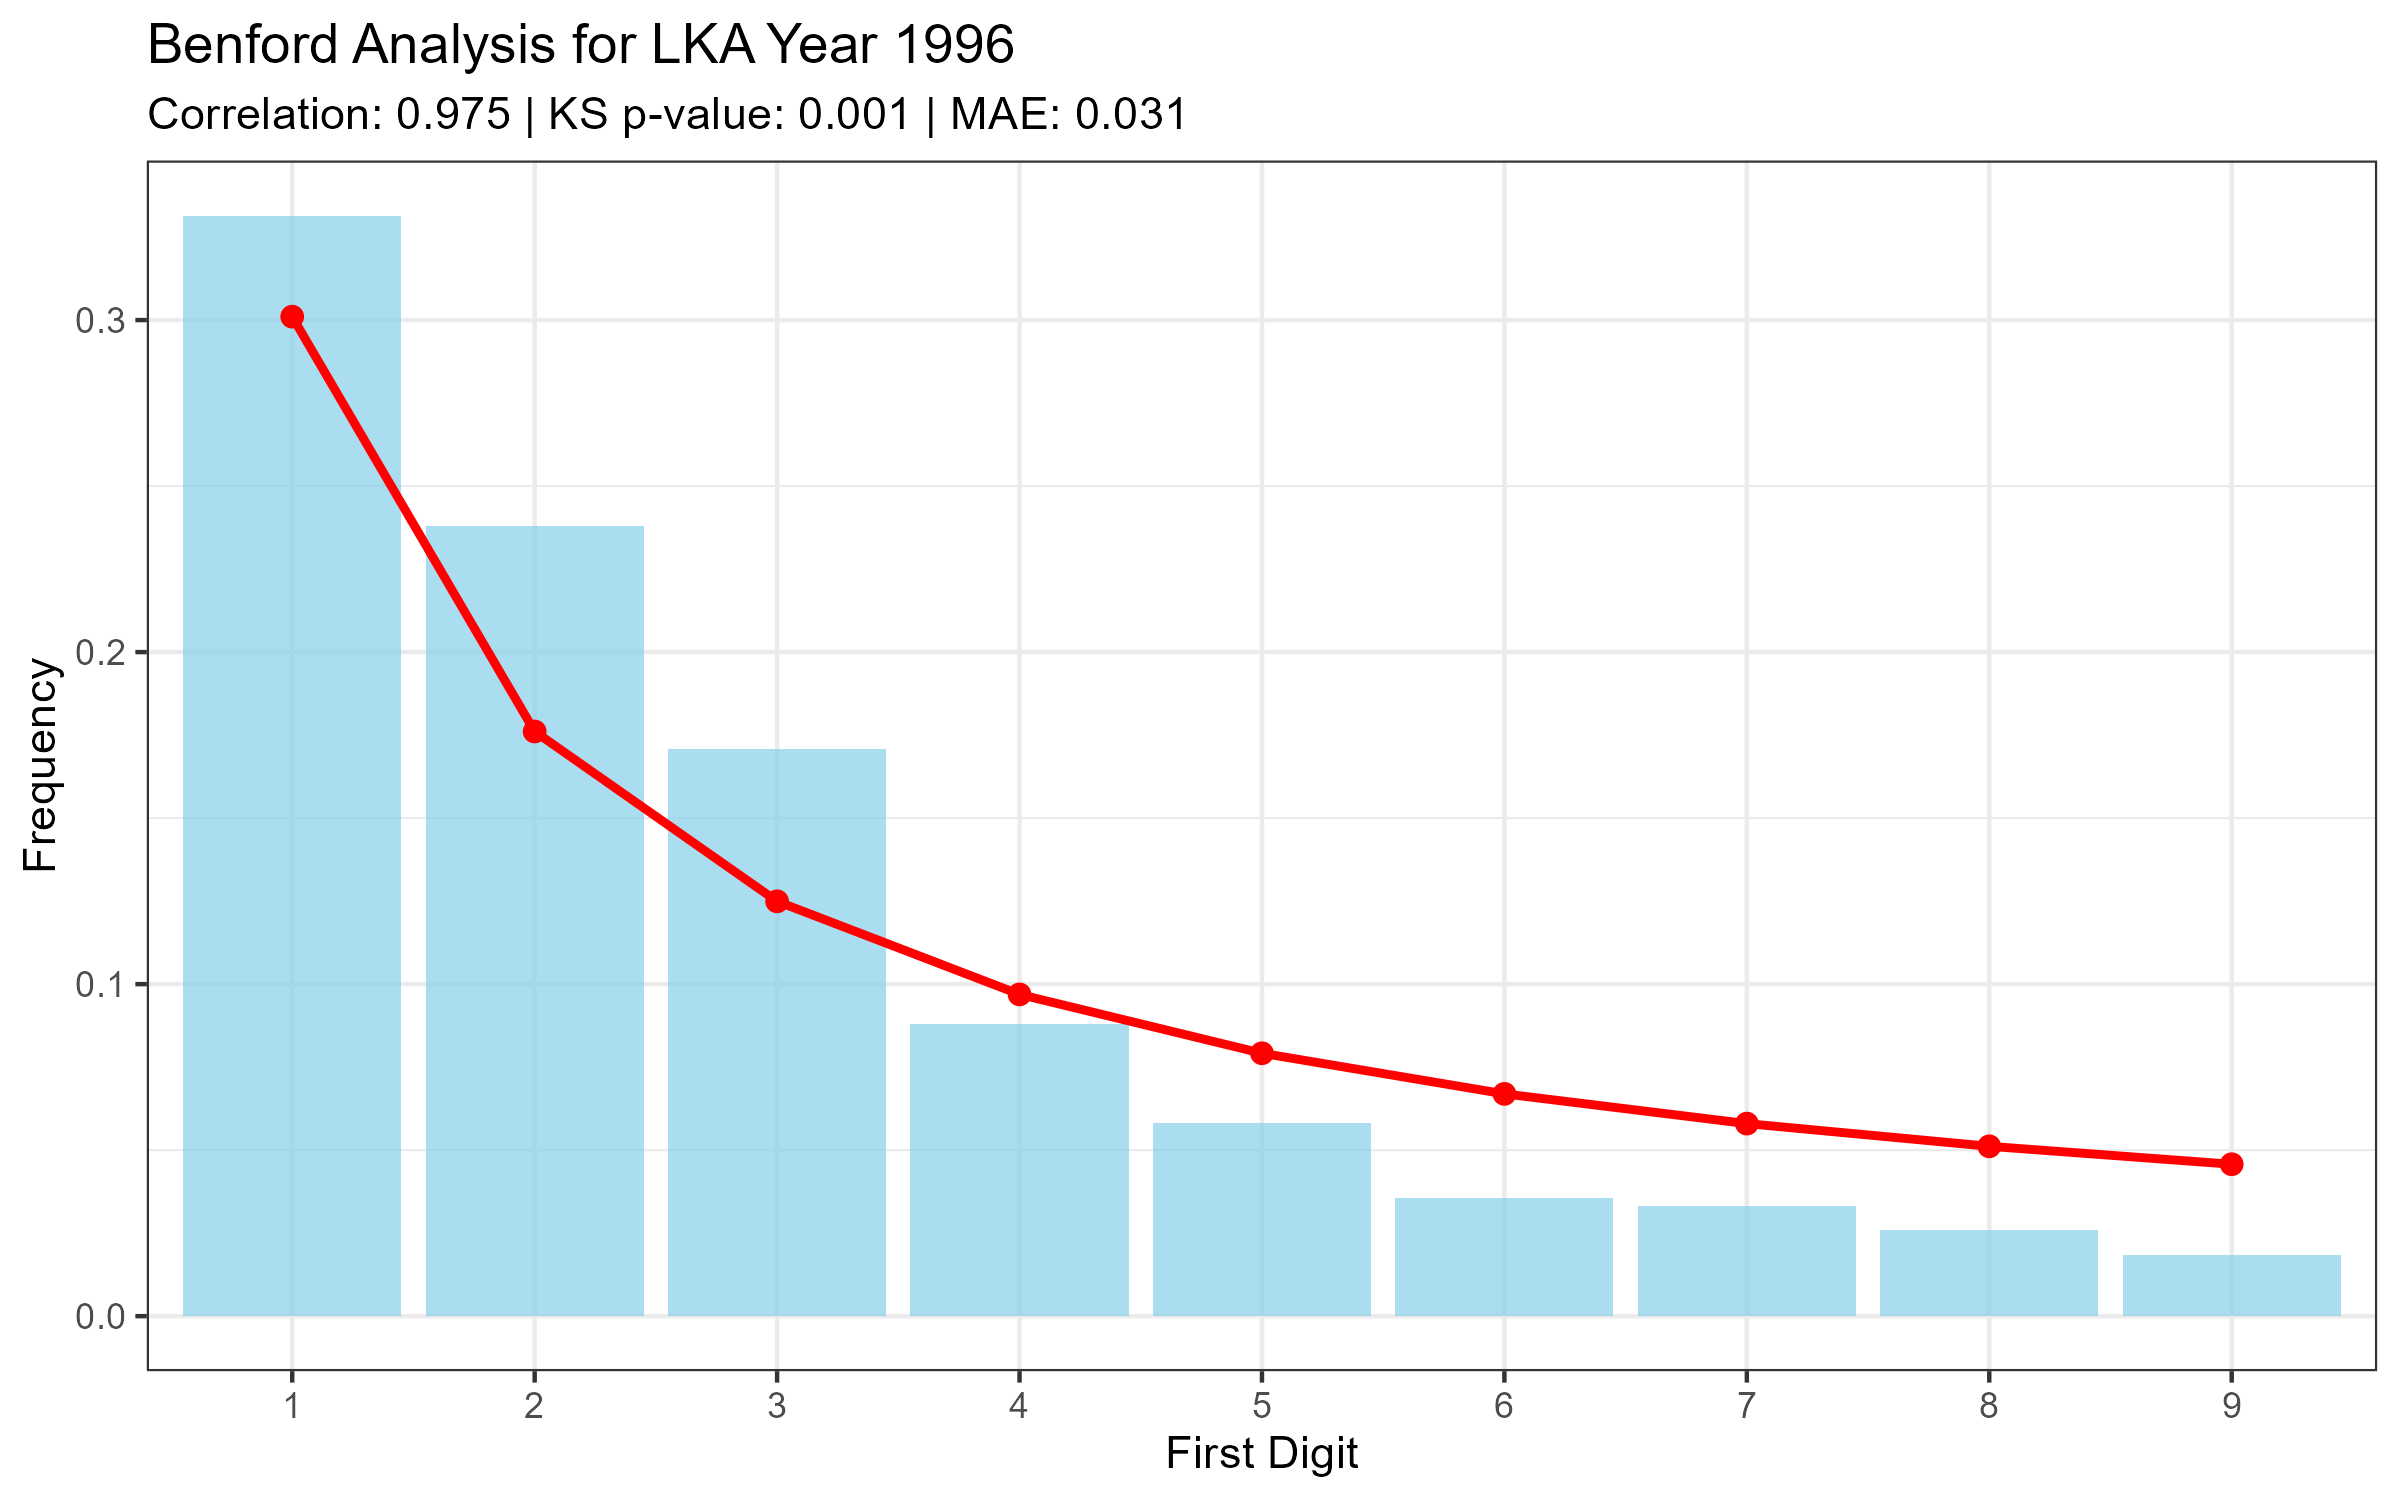 Benford Analysis for LKA Year 1996
Correlation: 0.975 | KS p-value: 0.001 | MAE: 0.031
Frequency
0.3
0.2
0.1
0.0
1 2 3 4 5 6 7 8 9
First Digit